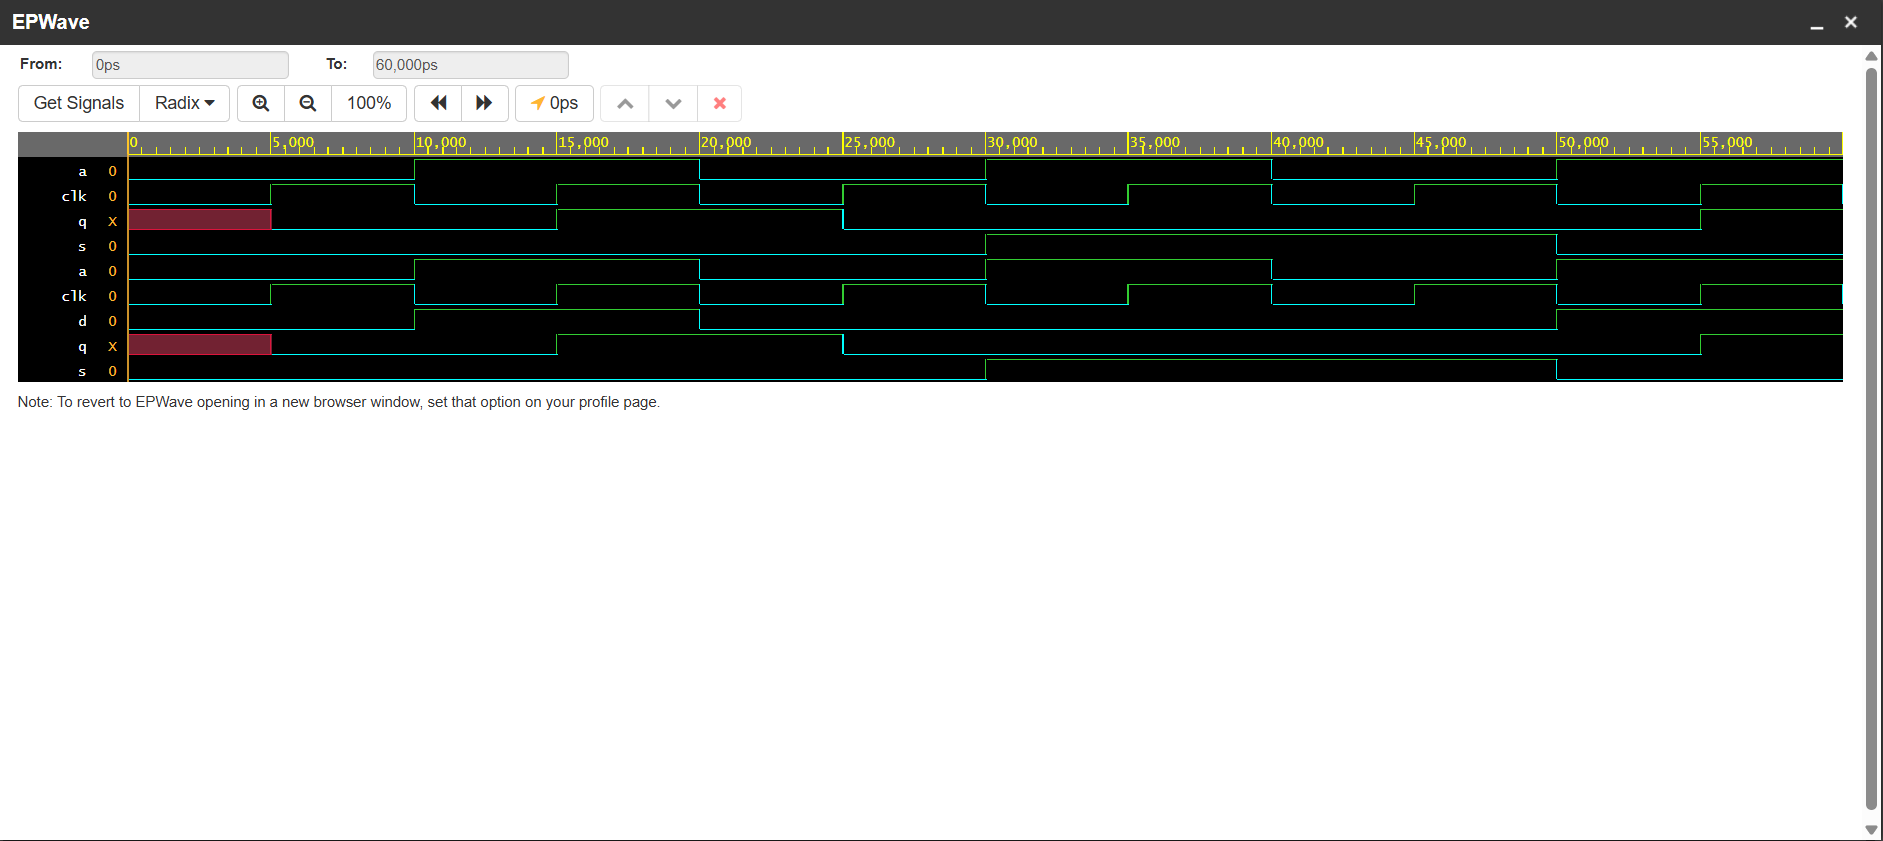 EPWave
From: 0ps To: 60,000ps
Get Signals Radix 100% 0ps
0 5,000 10,000 15,000 20,000 25,000 30,000 35,000 40,000 45,000 50,000 55,000
a 0
clk 0
q X
s 0
a 0
clk 0
d 0
q X
s 0
Note: To revert to EPWave opening in a new browser window, set that option on your profile page.